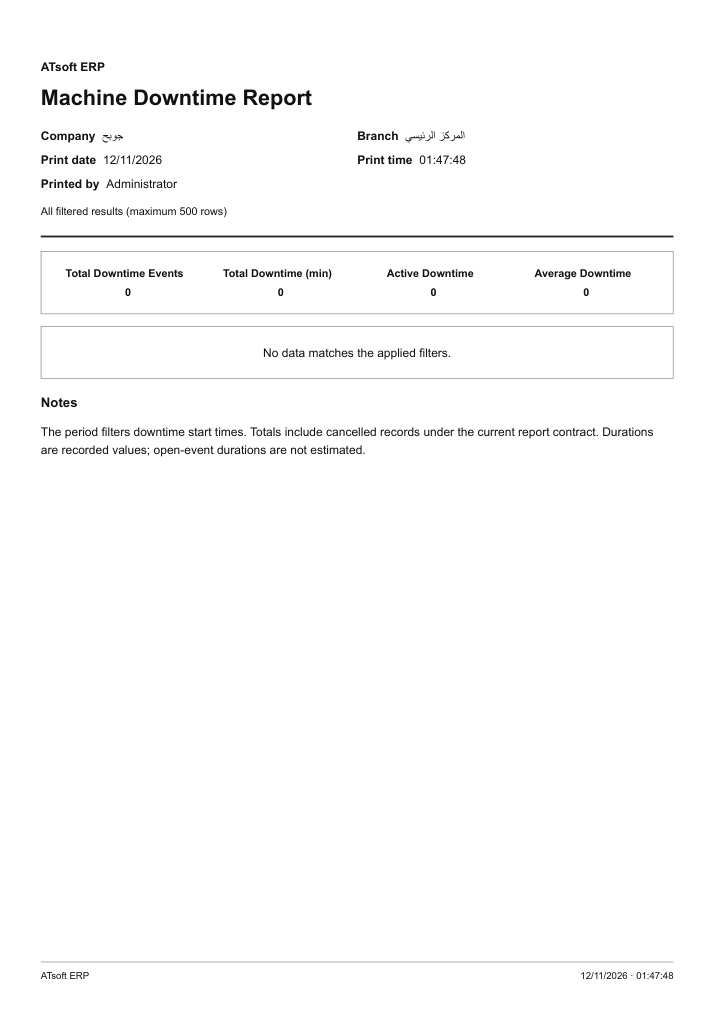 ATsoft ERP
Machine Downtime Report
Company جوبح
Branch المركز الرئيسي
Print date 12/11/2026
Print time 01:47:48
Printed by Administrator
All filtered results (maximum 500 rows)
Total Downtime Events Total Downtime (min) Active Downtime Average Downtime
0 0 0 0
No data matches the applied filters.
Notes
The period filters downtime start times. Totals include cancelled records under the current report contract. Durations
are recorded values; open-event durations are not estimated.
ATsoft ERP
12/11/2026 · 01:47:48